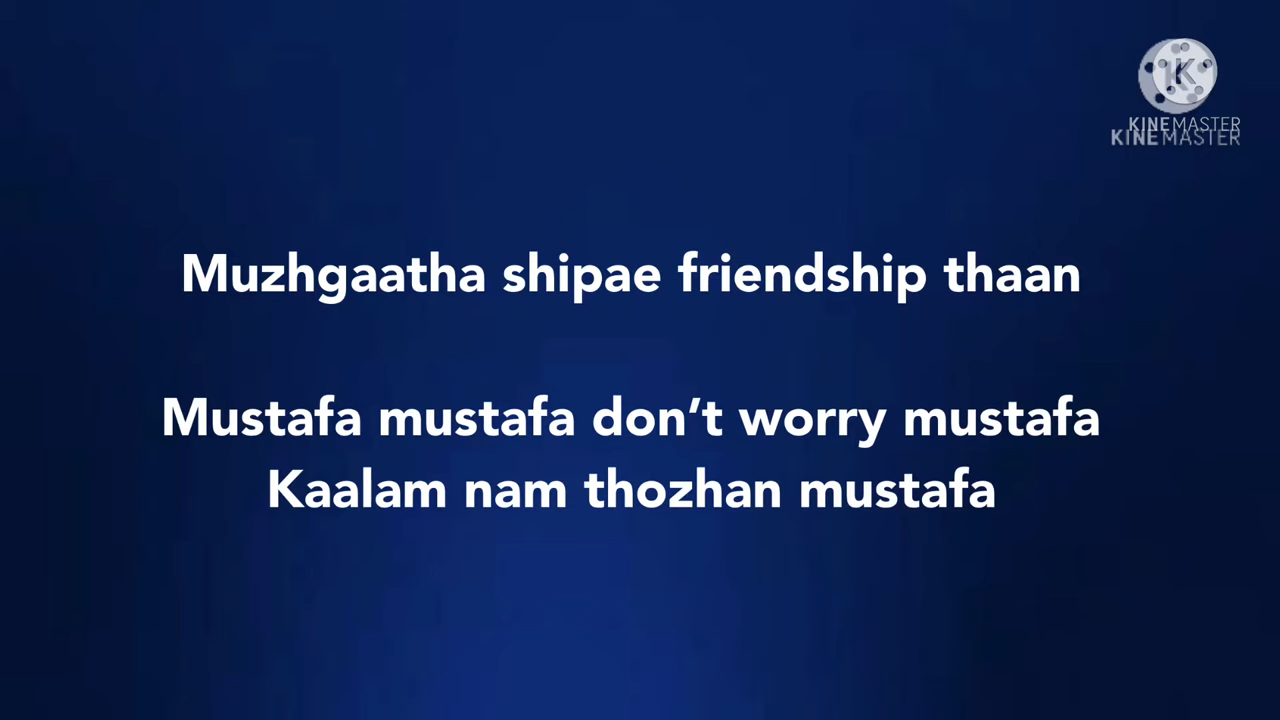 KINEMASTER
KINEMASTER
Muzhgaatha shipae friendship thaan
Mustafa mustafa don’t worry mustafa
Kaalam nam thozhan mustafa